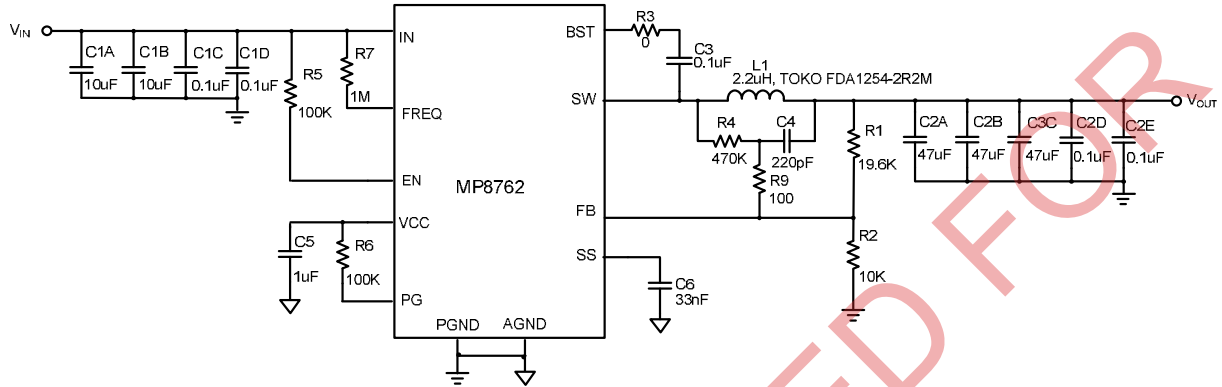 VIN
C1A
10uF
C1B
10uF
C1C
0.1uF
C1D
0.1uF
R5
100K
R7
1M
IN
FREQ
EN
VCC
PG
PGND
AGND
MP8762
BST
SW
FB
SS
C5
1uF
R6
100K
R3
0
C3
0.1uF
L1
2.2uH, TOKO FDA1254-2R2M
R4
470K
C4
220pF
R9
100
R1
19.6K
R2
10K
C6
33nF
C2A
47uF
C2B
47uF
C3C
47uF
C2D
0.1uF
C2E
0.1uF
VOUT
ED FOR